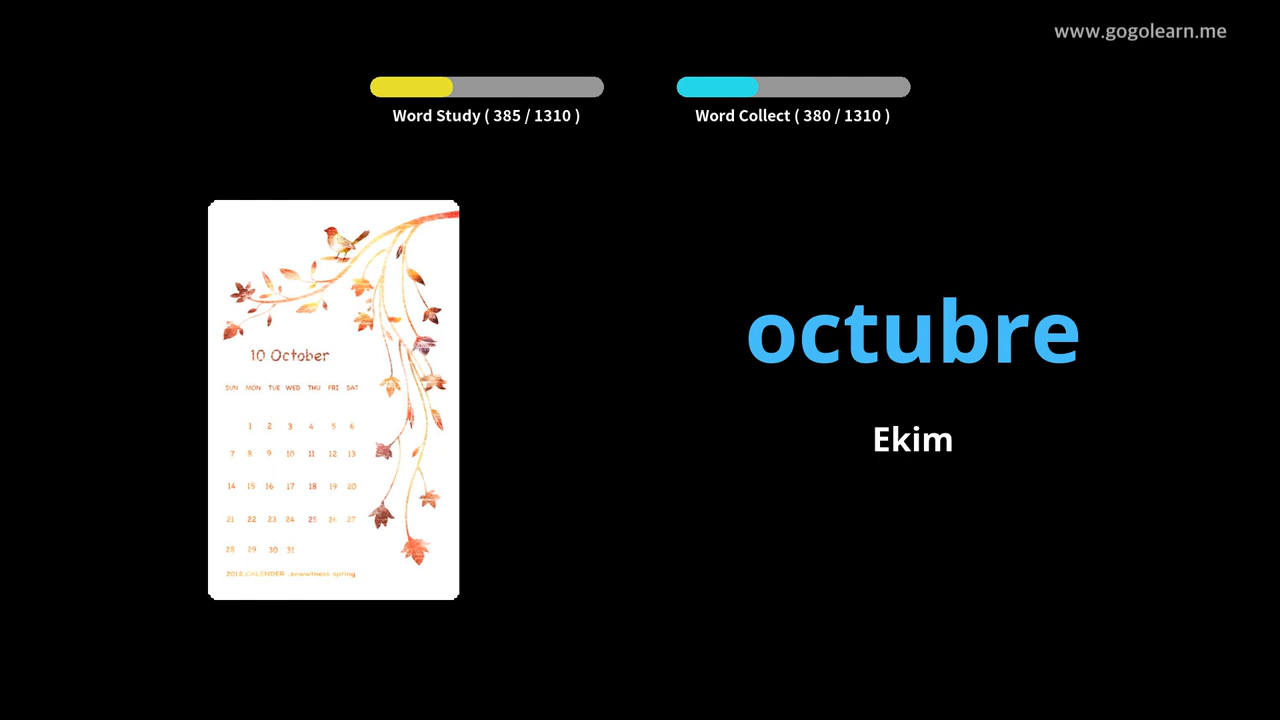 www.gogolearn.me
Word Study ( 385 / 1310 )
Word Collect ( 380 / 1310 )
10 October
SUN MON TUE WED THU FRI SAT
1 2 3 4 5 6
7 8 9 10 11 12 13
14 15 16 17 18 19 20
21 22 23 24 25 26 27
28 29 30 31
2012.CALENDER
spring
octubre
Ekim